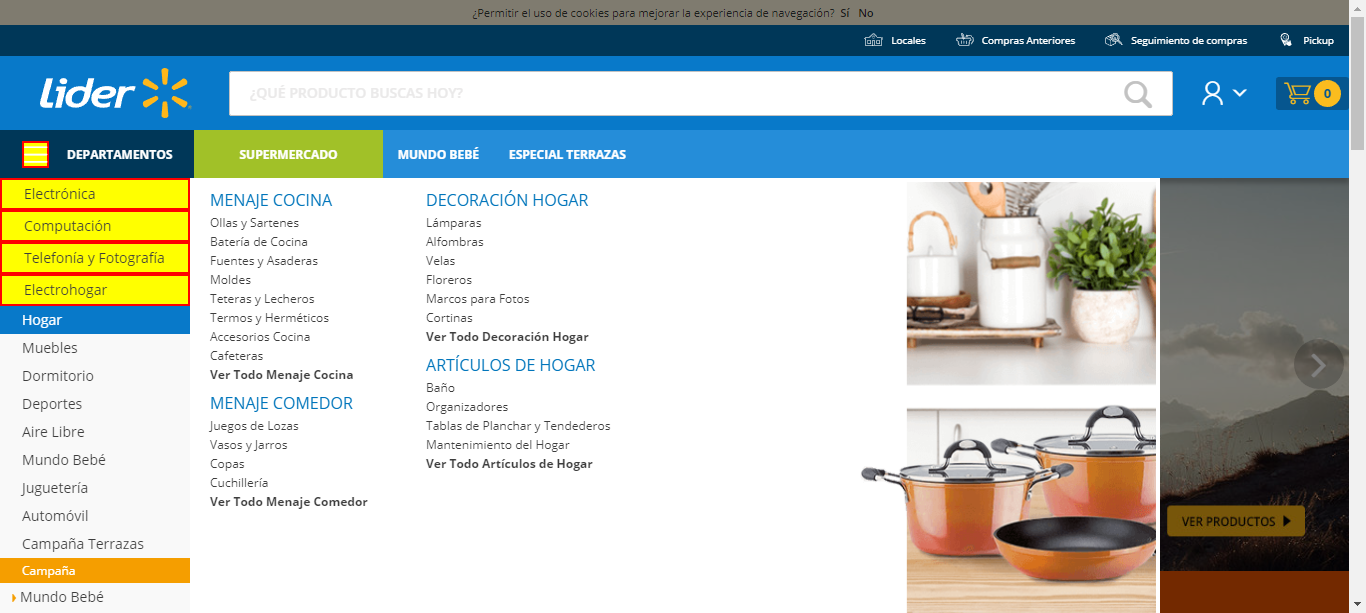 ¿Permitir el uso de cookies para mejorar la experiencia de navegación? Sí No
Locales
Compras Anteriores
Seguimiento de compras
Pickup
Lider
¿QUÉ PRODUCTO BUSCAS HOY?
0
DEPARTAMENTOS
SUPERMERCADO
MUNDO BEBÉ
ESPECIAL TERRAZAS
Electrónica
Computación
Telefonía y Fotografía
Electrohogar
Hogar
Muebles
Dormitorio
Deportes
Aire Libre
Mundo Bebé
Juguetería
Automóvil
Campaña Terrazas
Campaña
Mundo Bebé
MENAJE COCINA
Ollas y Sartenes
Batería de Cocina
Fuentes y Asaderas
Moldes
Teteras y Lecheros
Termos y Herméticos
Accesorios Cocina
Cafeteras
Ver Todo Menaje Cocina
MENAJE COMEDOR
Juegos de Lozas
Vasos y Jarros
Copas
Cuchillería
Ver Todo Menaje Comedor
DECORACIÓN HOGAR
Lámparas
Alfombras
Velas
Floreros
Marcos para Fotos
Cortinas
Ver Todo Decoración Hogar
ARTÍCULOS DE HOGAR
Baño
Organizadores
Tablas de Planchar y Tendederos
Mantenimiento del Hogar
Ver Todo Artículos de Hogar
VER PRODUCTOS